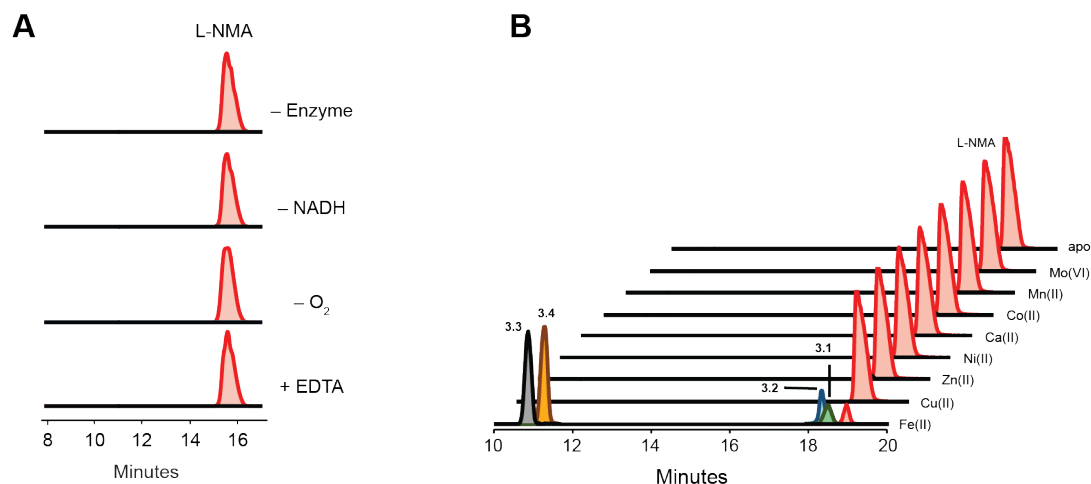 A
L-NMA
– Enzyme
– NADH
– O₂
+ EDTA
8 10 12 14 16
Minutes
B
L-NMA
apo
Mo(VI)
Mn(II)
Co(II)
Ca(II)
Ni(II)
Zn(II)
Cu(II)
Fe(II)
3.3
3.4
3.1
3.2
10 12 14 16 18 20
Minutes